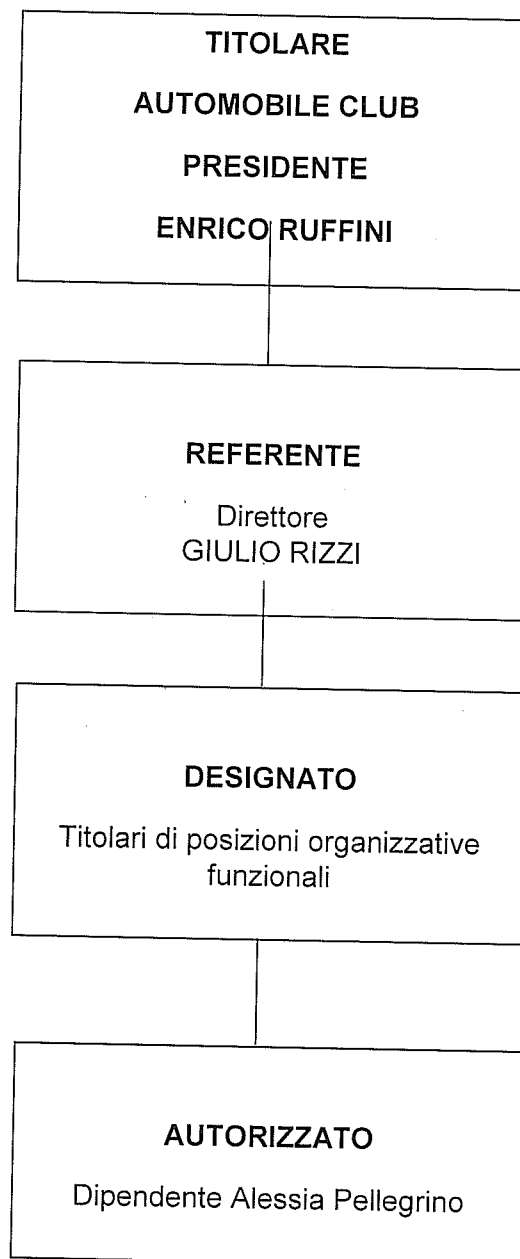 TITOLARE
AUTOMOBILE CLUB
PRESIDENTE
ENRICO RUFFINI
REFERENTE
Direttore
GIULIO RIZZI
DESIGNATO
Titolari di posizioni organizzative
funzionali
AUTORIZZATO
Dipendente Alessia Pellegrino